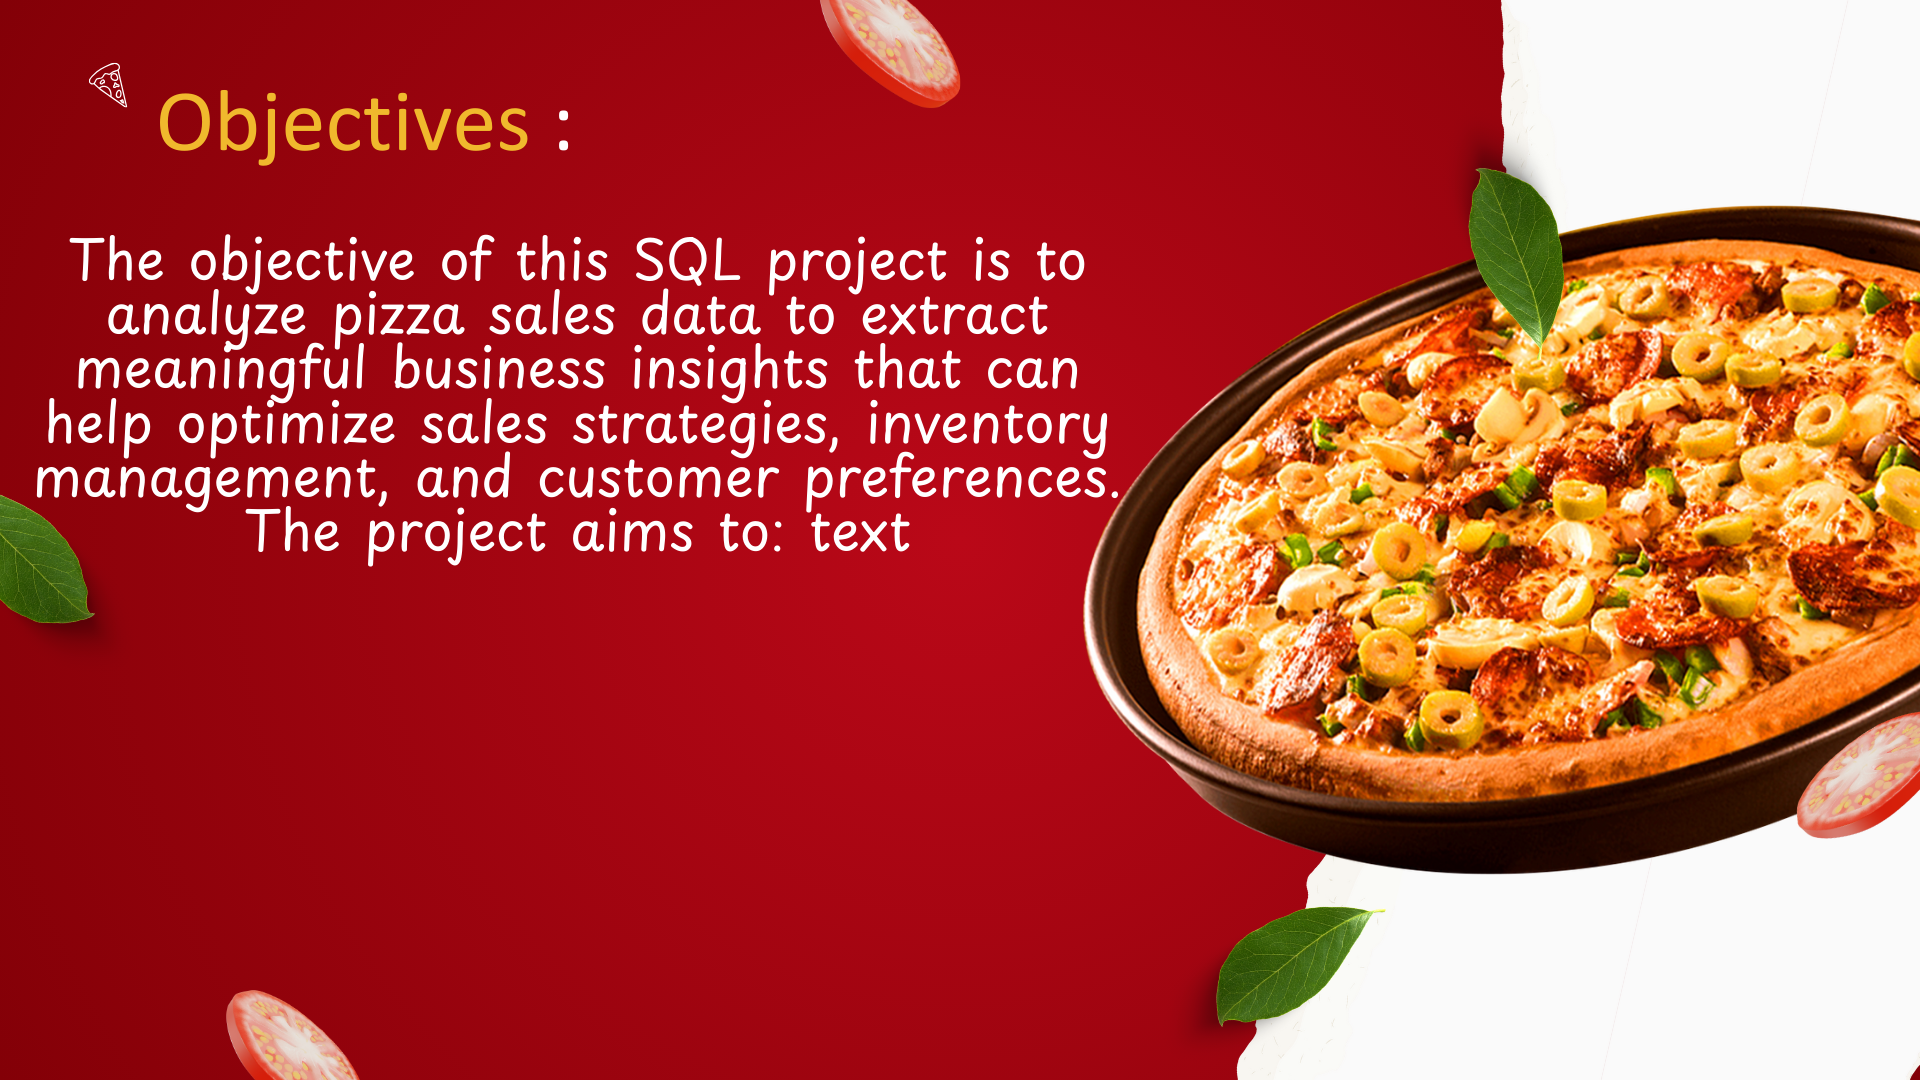 Objectives :
The objective of this SQL project is to
analyze pizza sales data to extract
meaningful business insights that can
help optimize sales strategies, inventory
management, and customer preferences.
The project aims to: text